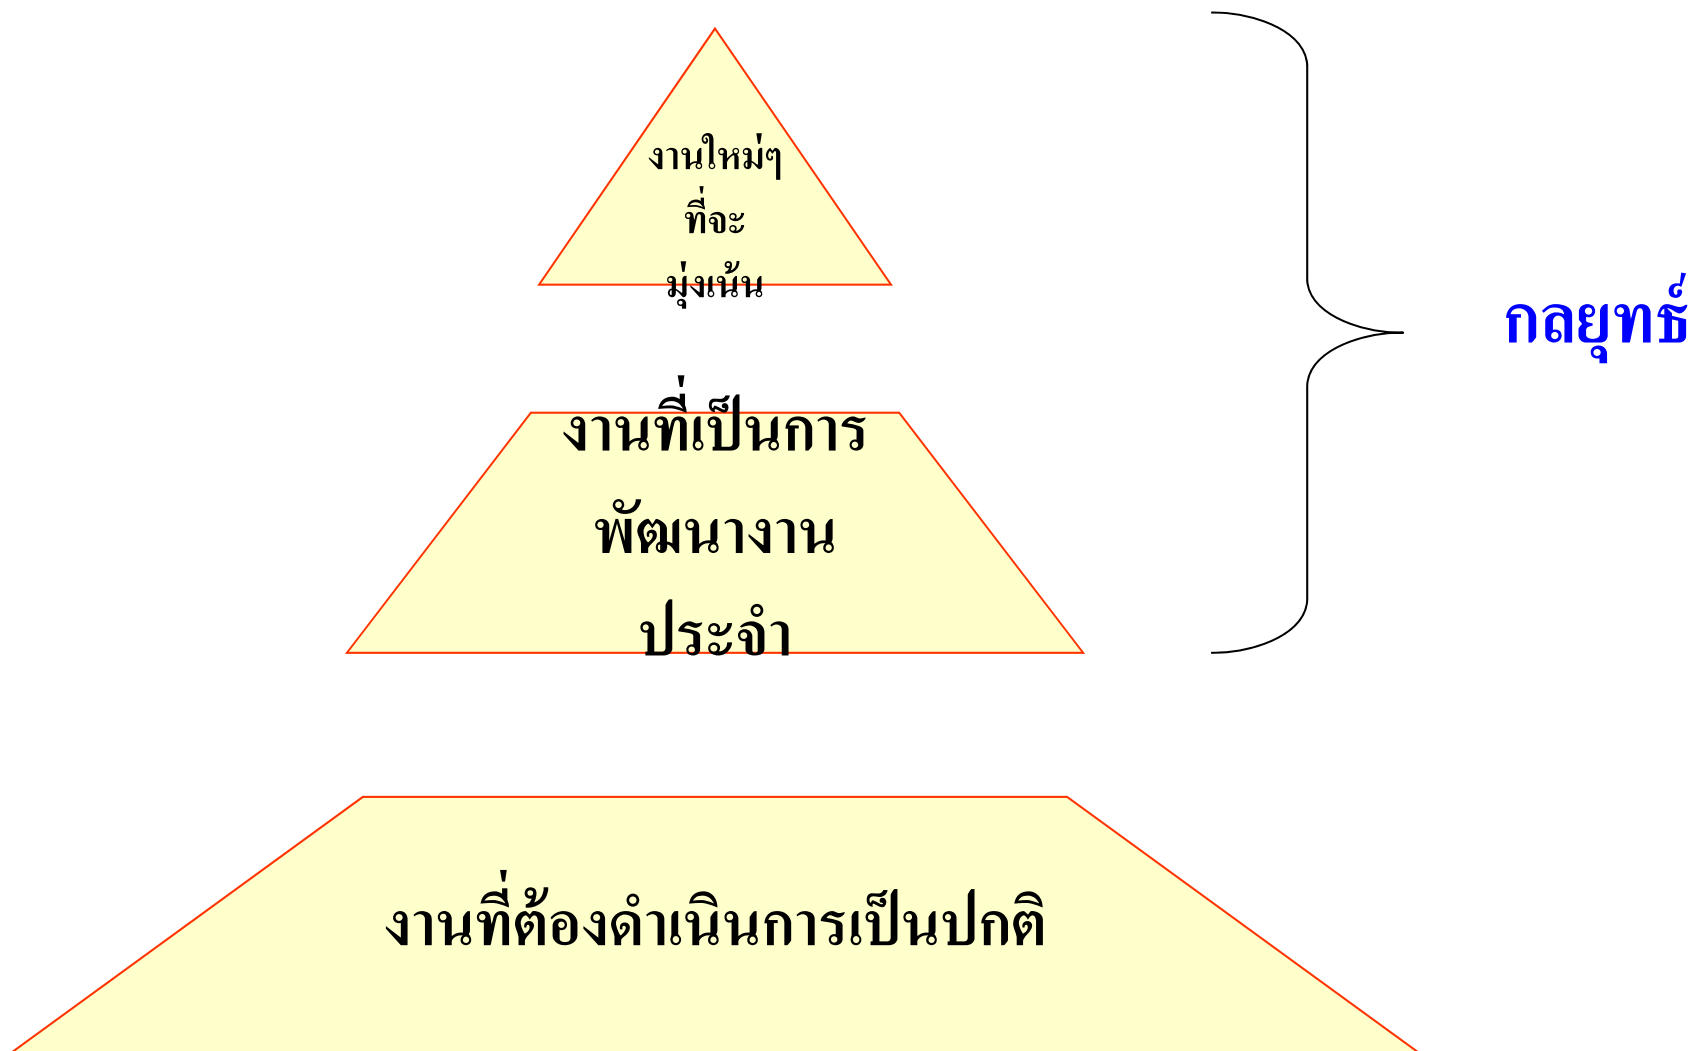 งานใหม่ๆ
ที่จะ
มุ่งเน้น
กลยุทธ์
งานที่เป็นการ
พัฒนางาน
ประจำ
งานที่ต้องดำเนินการเป็นปกติ